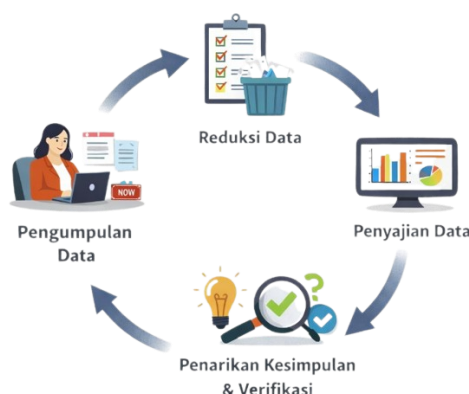 Reduksi Data
NOW
Pengumpulan
Data
Penyajian Data
Penarikan Kesimpulan
& Verifikasi